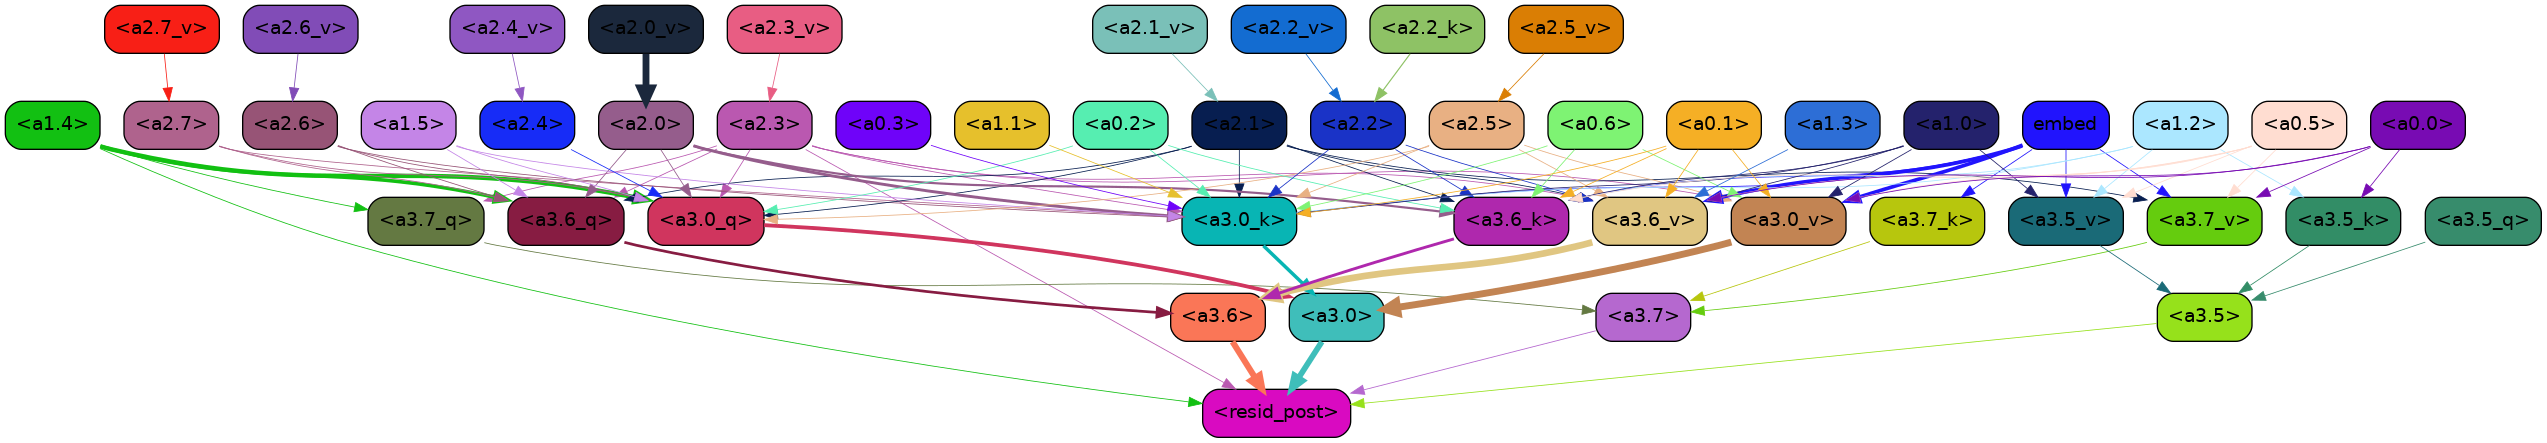 <a2.7_v> <a2.6_v> <a2.4_v> <a2.0_v> <a2.3_v> <a2.1_v> <a2.2_v> <a2.2_k> <a2.5_v>
<a1.4> <a2.7> <a2.6> <a1.5> <a2.4> <a2.0> <a2.3> <a0.3> <a1.1> <a0.2> <a2.1> <a2.2> <a2.5> <a0.6> <a0.1> <a1.3> <a1.0> embed <a1.2> <a0.5> <a0.0>
<a3.7_q> <a3.6_q> <a3.0_q> <a3.0_k> <a3.6_k> <a3.6_v> <a3.0_v> <a3.7_k> <a3.5_v> <a3.7_v> <a3.5_k> <a3.5_q>
<a3.6> <a3.0> <a3.7> <a3.5>
<resid_post>